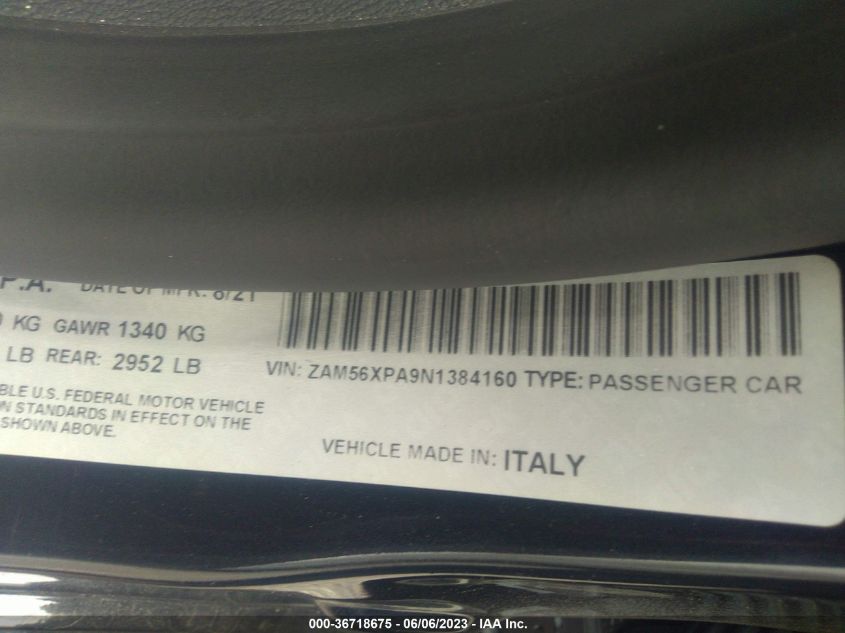 P.A. DATE OF MFR: 8/21
KG GAWR 1340 KG
LB REAR: 2952 LB
VIN: ZAM56XPA9N1384160 TYPE: PASSENGER CAR
BLE U.S. FEDERAL MOTOR VEHICLE
N STANDARDS IN EFFECT ON THE
SHOWN ABOVE.
VEHICLE MADE IN: ITALY
000-36718675 - 06/06/2023 - IAA Inc.